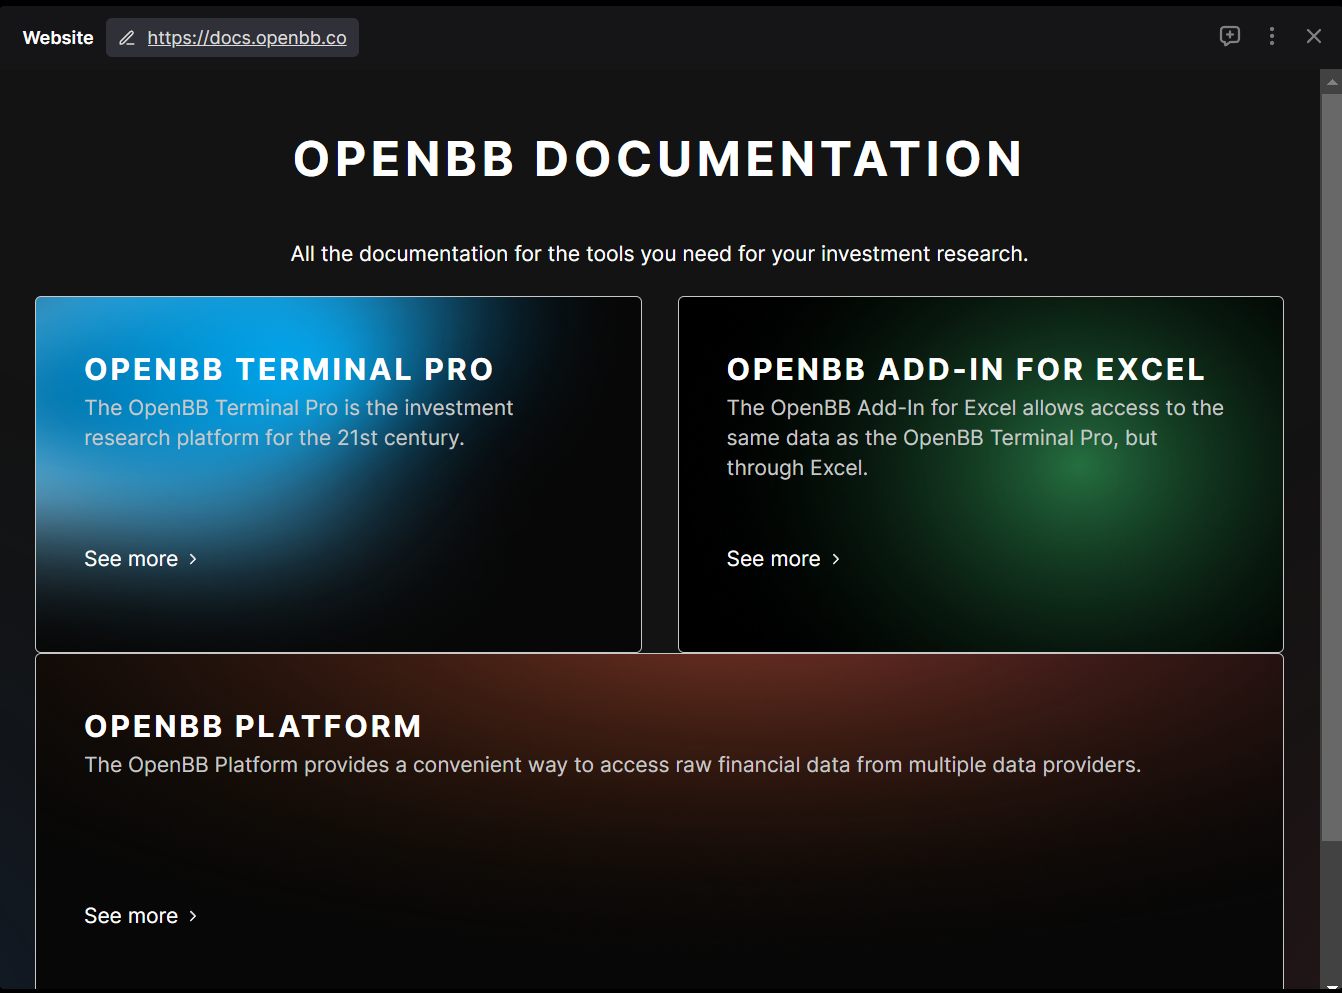 Website
https://docs.openbb.co
OPENBB DOCUMENTATION
All the documentation for the tools you need for your investment research.
OPENBB TERMINAL PRO
The OpenBB Terminal Pro is the investment
research platform for the 21st century.
See more
OPENBB ADD-IN FOR EXCEL
The OpenBB Add-In for Excel allows access to the
same data as the OpenBB Terminal Pro, but
through Excel.
See more
OPENBB PLATFORM
The OpenBB Platform provides a convenient way to access raw financial data from multiple data providers.
See more